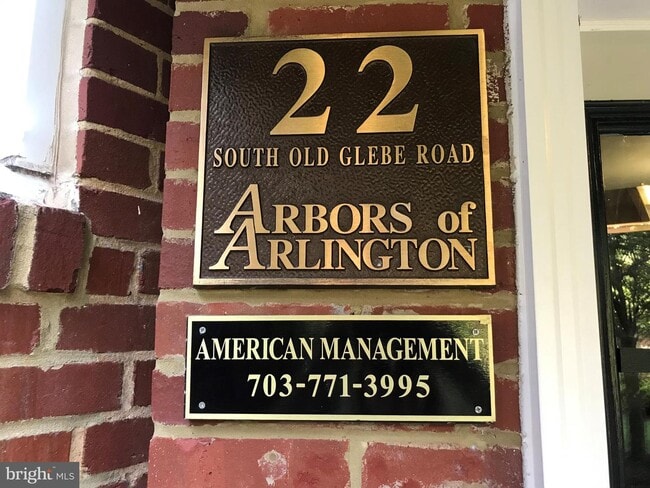 22
SOUTH OLD GLEBE ROAD
ARBORS of
ARLINGTON
AMERICAN MANAGEMENT
703-771-3995
bright MLS